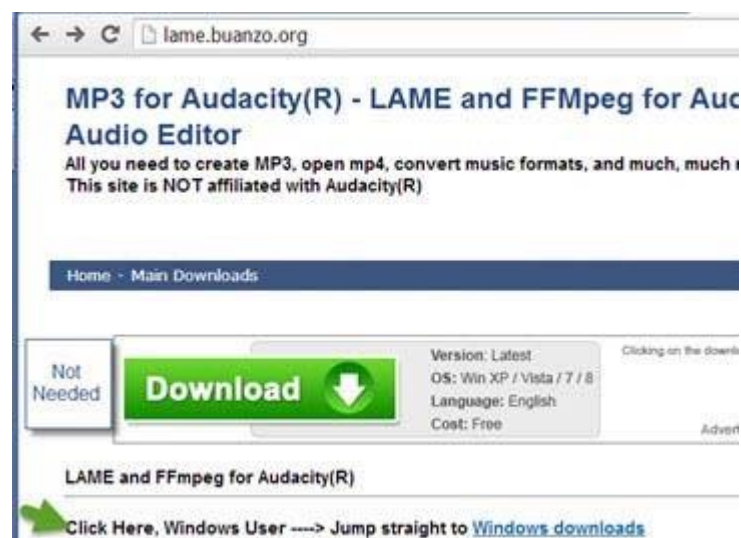 lame.buanzo.org
MP3 for Audacity(R) - LAME and FFMpeg for Aud
Audio Editor
All you need to create MP3, open mp4, convert music formats, and much, much
This site is NOT affiliated with Audacity(R)
Home - Main Downloads
Not
Needed
Download
Version: Latest
OS: Win XP / Vista / 7 / 8
Language: English
Cost: Free
Clicking on the downl
Advert
LAME and FFmpeg for Audacity(R)
Click Here, Windows User ----> Jump straight to Windows downloads